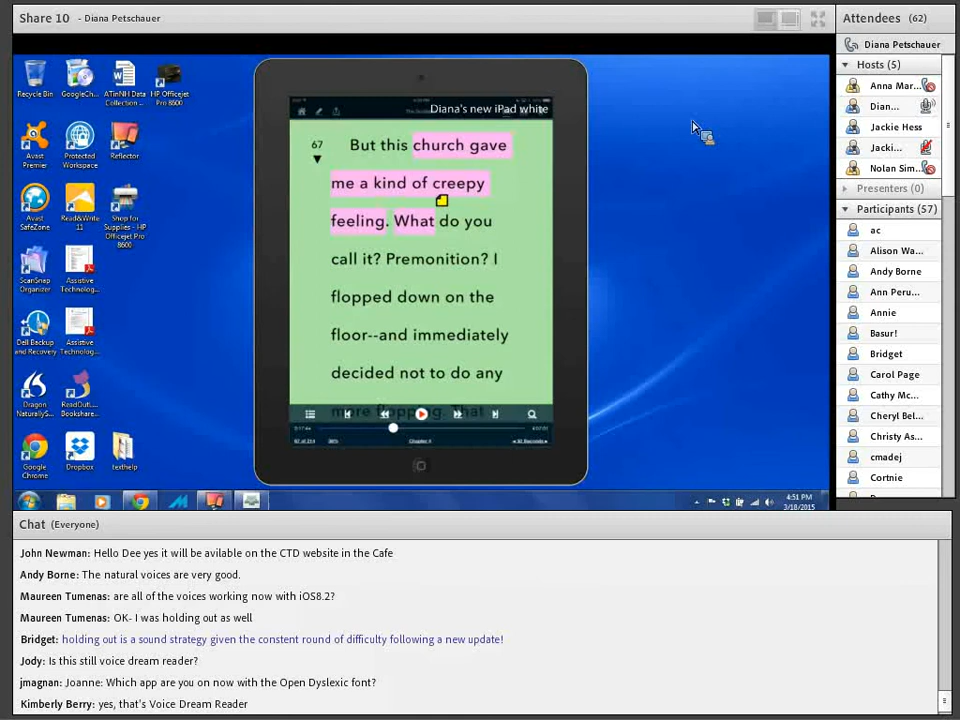 Share 10 - Diana Petschauer
Attendees (62)
Diana Petschauer
Hosts (5)
Anna Mar...
Dian...
Jackie Hess
Jacki...
Nolan Sim...
Presenters (0)
Participants (57)
ac
Alison Wa...
Andy Borne
Ann Peru...
Annie
Basur!
Bridget
Carol Page
Cathy Mc...
Cheryl Bel...
Christy As...
cmadej
Cortnie
Recycle Bin
GoogleCh...
ATinNH Data
Collection ...
HP Officejet
Pro 8600
Avast
Premier
Protected
Workspace
Reflector
Avast
SafeZone
Read&Write
11
Shop for
Supplies - HP
Officejet Pro
8600
ScanSnap
Organizer
Assistive
Technolog...
Dell Backup
and Recovery
Assistive
Technolog...
Dragon
NaturallyS...
ReadOutL...
Bookshare...
Google
Chrome
Dropbox
texthelp
Diana's new iPad white
67
But this church gave
me a kind of creepy
feeling. What do you
call it? Premonition? I
flopped down on the
floor--and immediately
decided not to do any
more flopping. That
4:51 PM
3/18/2015
Chat (Everyone)
John Newman: Hello Dee yes it will be avilable on the CTD website in the Cafe
Andy Borne: The natural voices are very good.
Maureen Tumenas: are all of the voices working now with iOS8.2?
Maureen Tumenas: OK- I was holding out as well
Bridget: holding out is a sound strategy given the constent round of difficulty following a new update!
Jody: Is this still voice dream reader?
jmagnan: Joanne: Which app are you on now with the Open Dyslexic font?
Kimberly Berry: yes, that's Voice Dream Reader